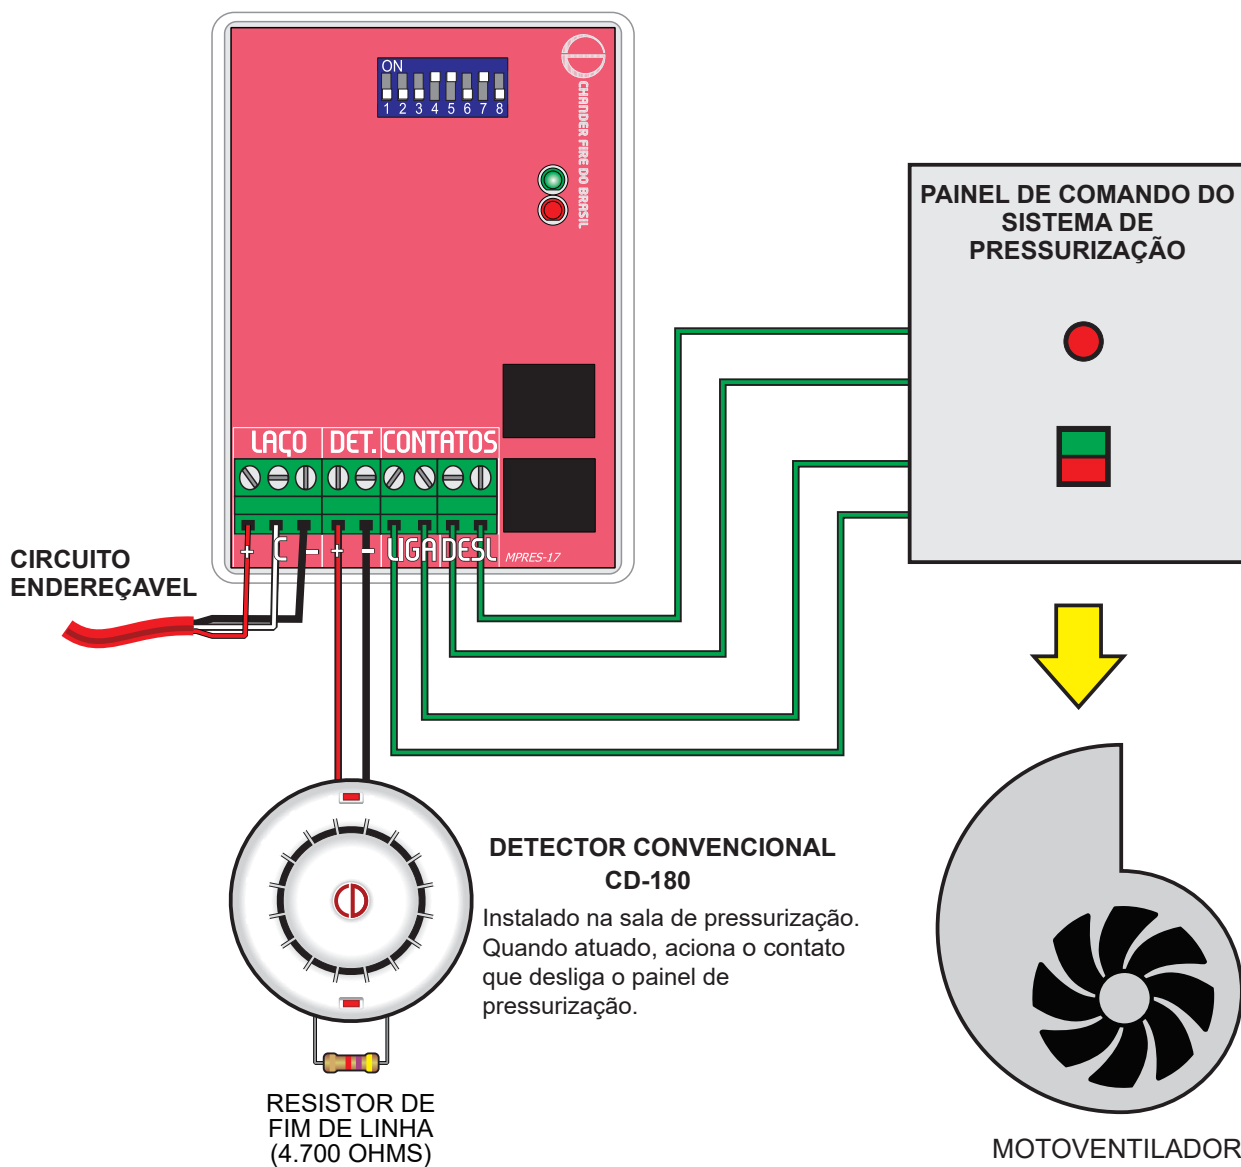 ON
1 2 3 4 5 6 7 8
CHANDER FIRE DO BRASIL
LAÇO DET. CONTATOS
+ C - + - LIGA DESL
MPRES-17
CIRCUITO
ENDEREÇAVEL
PAINEL DE COMANDO DO
SISTEMA DE
PRESSURIZAÇÃO
DETECTOR CONVENCIONAL
CD-180
Instalado na sala de pressurização.
Quando atuado, aciona o contato
que desliga o painel de
pressurização.
RESISTOR DE
FIM DE LINHA
(4.700 OHMS)
MOTOVENTILADOR